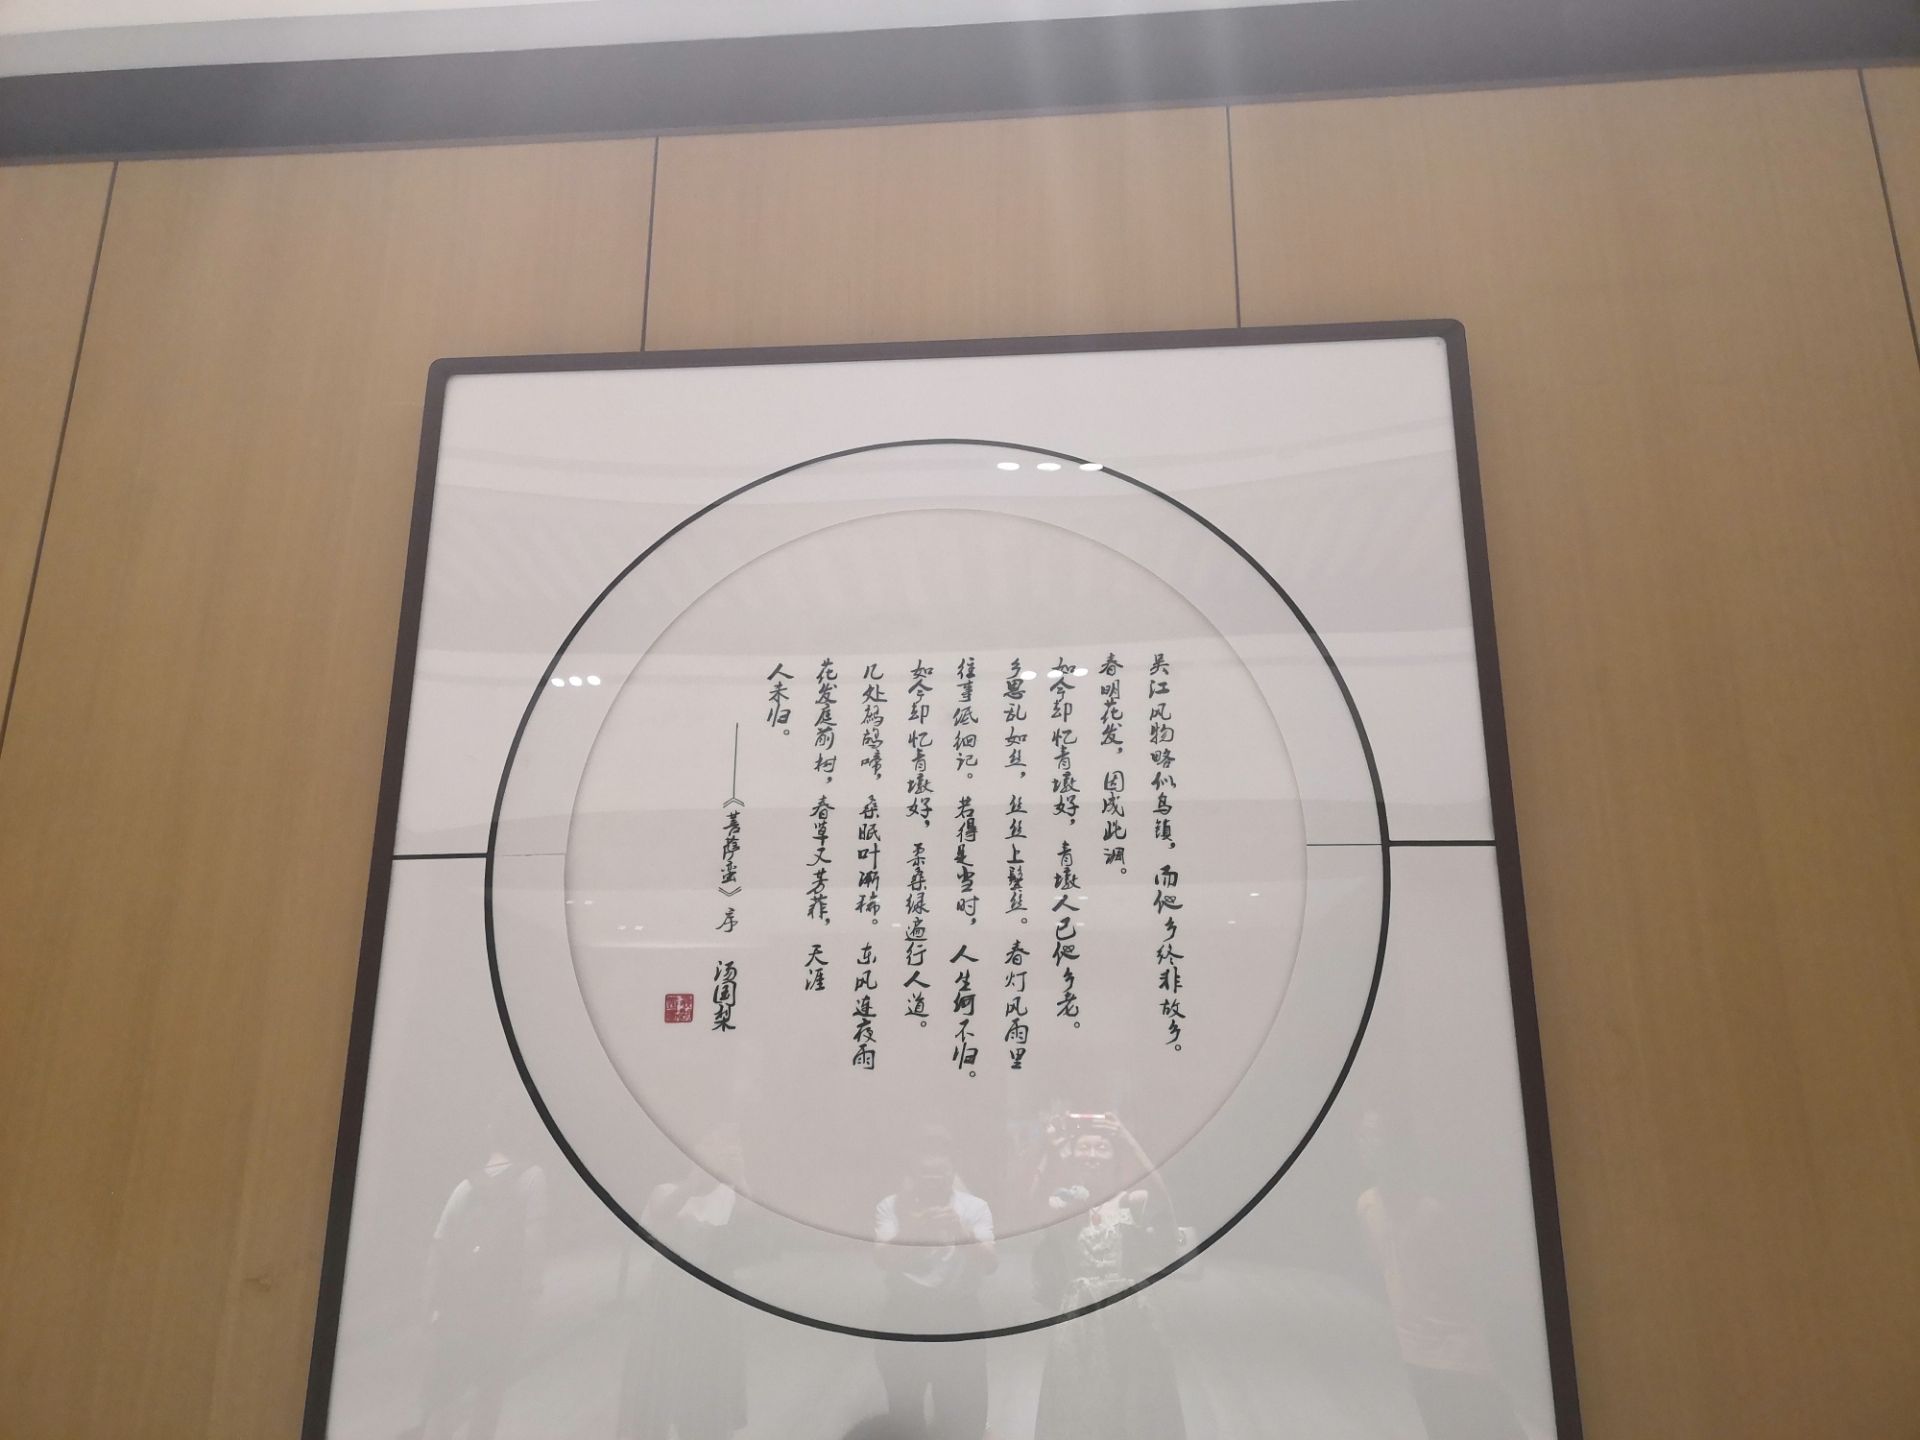 吴江风物略似乌镇，而他乡终非故乡。
春明花发，因成此调。
如今却忆青墩好，青墩人已他乡老。
乡思乱如丝，丝丝上鬓丝。春灯风雨里
往事低徊记。若得是当时，人生何不归。
如今却忆青墩好，柔桑绿遍行人道。
几处鹧鸪啼，桑眠叶渐稀。东风连夜雨
花发庭前树，春草又芳菲，天涯
人未归。
——《菩萨蛮》序 汤国梨